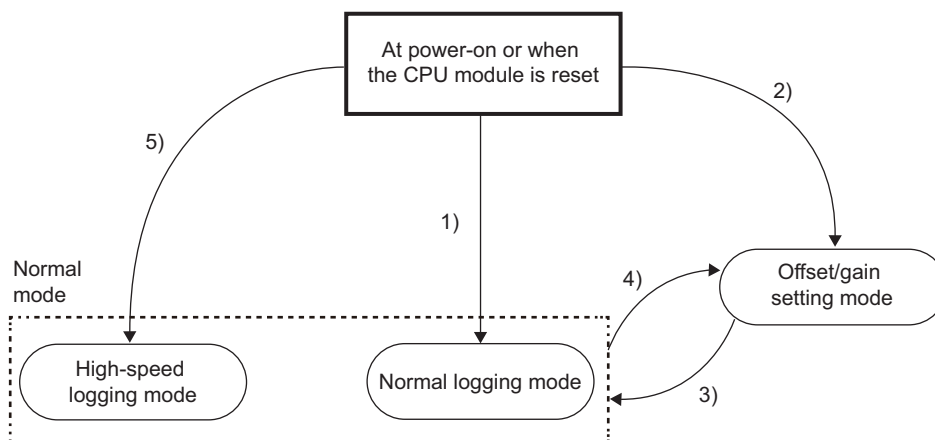 At power-on or when
the CPU module is reset
2)
5)
1)
Normal
mode
4)
Offset/gain
setting mode
High-speed
logging mode
Normal logging mode
3)